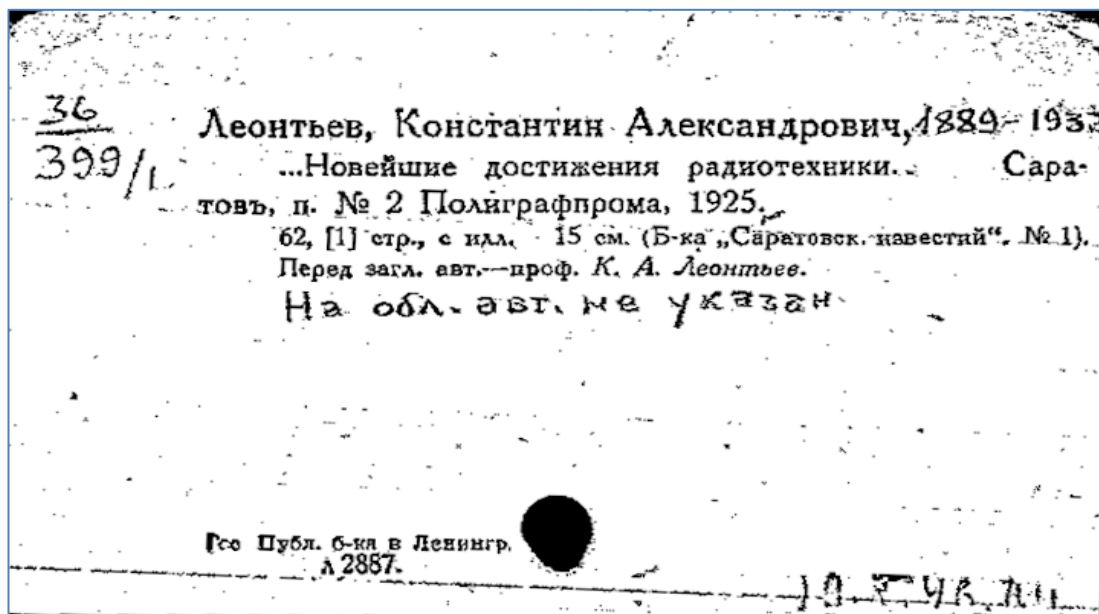 36
399/1
Леонтьев, Константин Александрович, 1889-193
...Новейшие достижения радиотехники. Сара-
товъ, п. № 2 Полиграфпрома, 1925.
62, [1] стр., с илл. 15 см. (Б-ка „Саратовск. известий“. № 1).
Перед загл. авт.—проф. К. А. Леонтьев.
На обл. авт. не указан
Гос Публ. б-ка в Ленингр.
Л 2887.